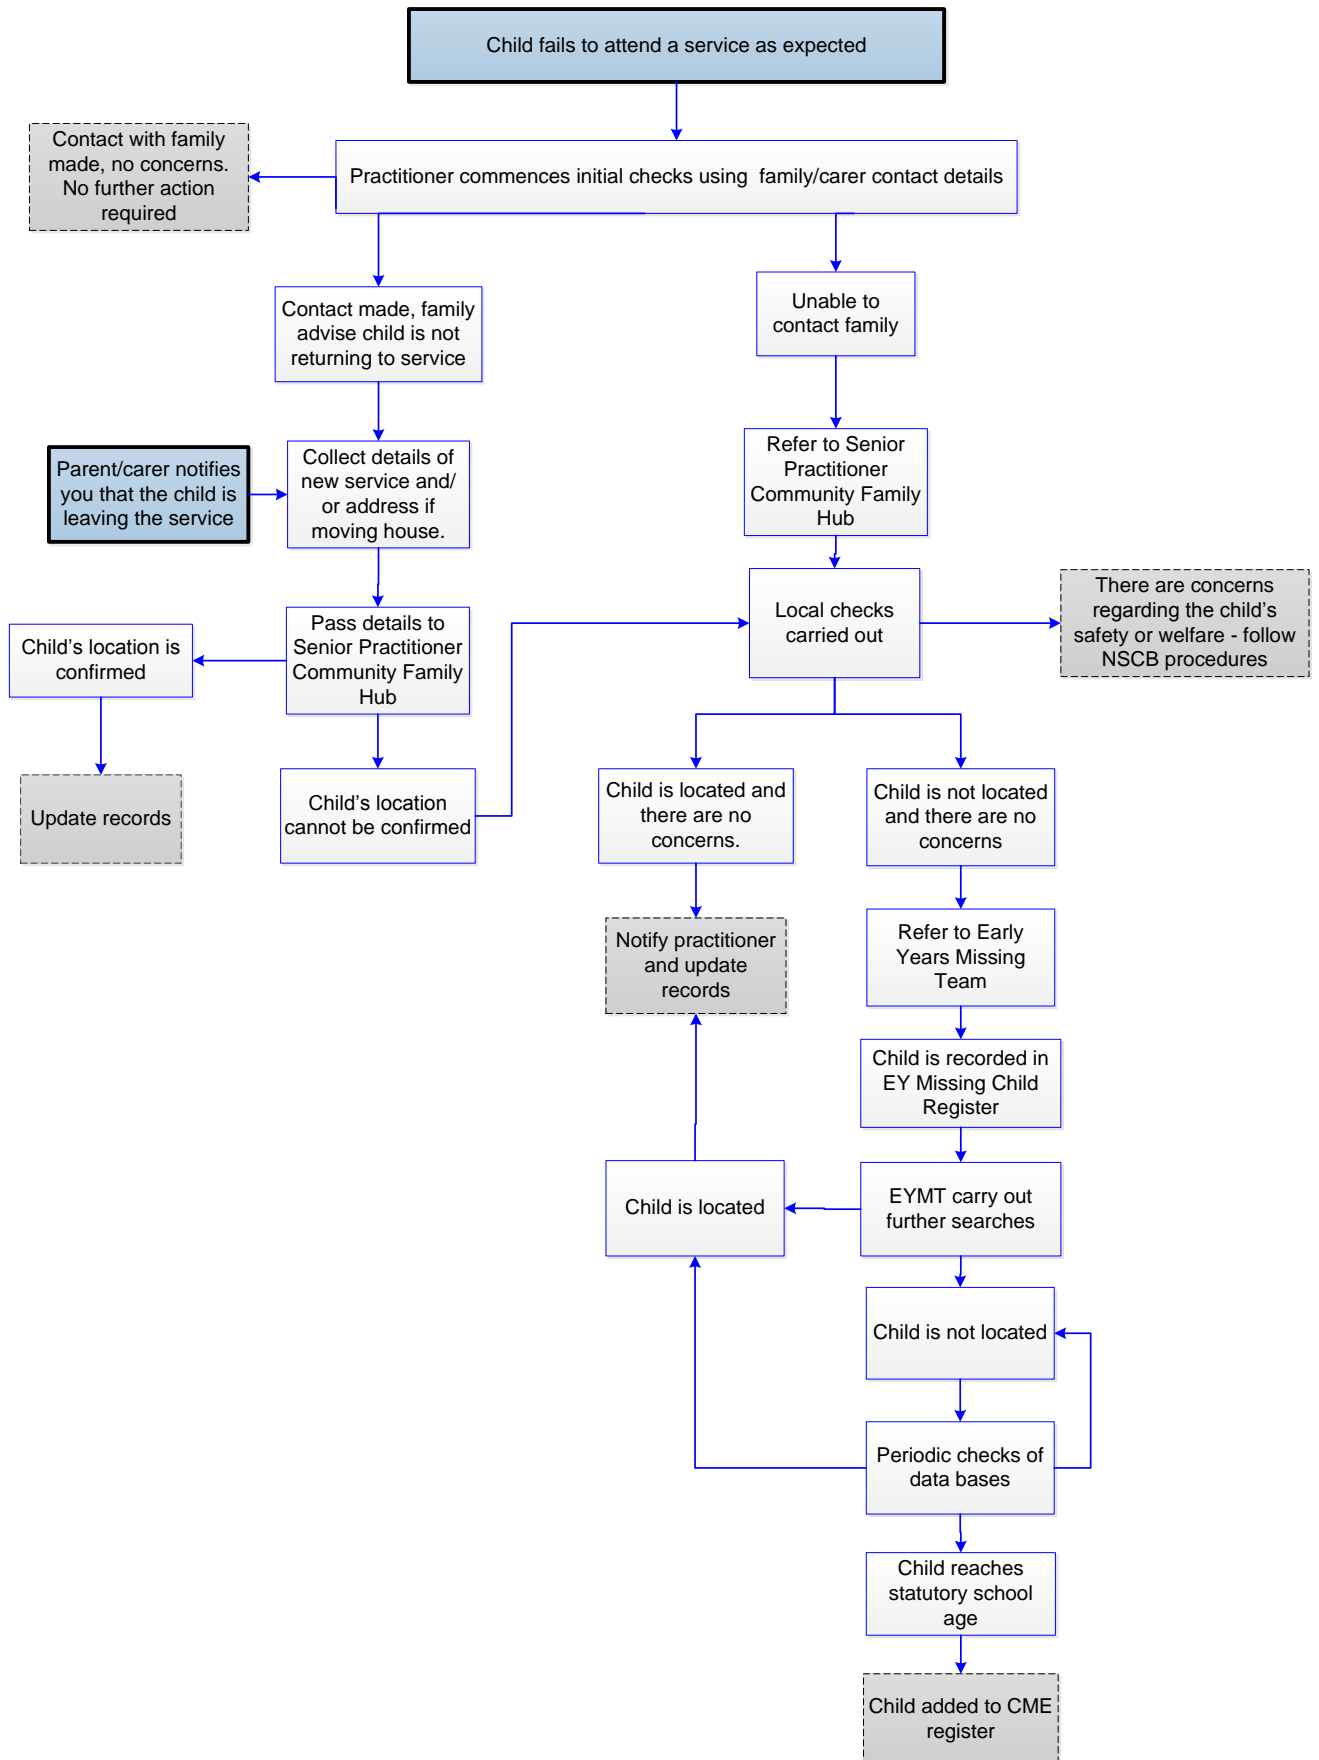 Child fails to attend a service as expected
Contact with family
made, no concerns.
No further action
required
Practitioner commences initial checks using  family/carer contact details
Contact made, family
advise child is not
returning to service
Unable to
contact family
Parent/carer notifies
you that the child is
leaving the service
Collect details of
new service and/
or address if
moving house.
Refer to Senior
Practitioner
Community Family
Hub
Local checks
carried out
There are concerns
regarding the child’s
safety or welfare - follow
NSCB procedures
Child’s location is
confirmed
Pass details to
Senior Practitioner
Community Family
Hub
Update records
Child’s location
cannot be confirmed
Child is located and
there are no
concerns.
Child is not located
and there are no
concerns
Notify practitioner
and update
records
Refer to Early
Years Missing
Team
Child is recorded in
EY Missing Child
Register
Child is located
EYMT carry out
further searches
Child is not located
Periodic checks of
data bases
Child reaches
statutory school
age
Child added to CME
register